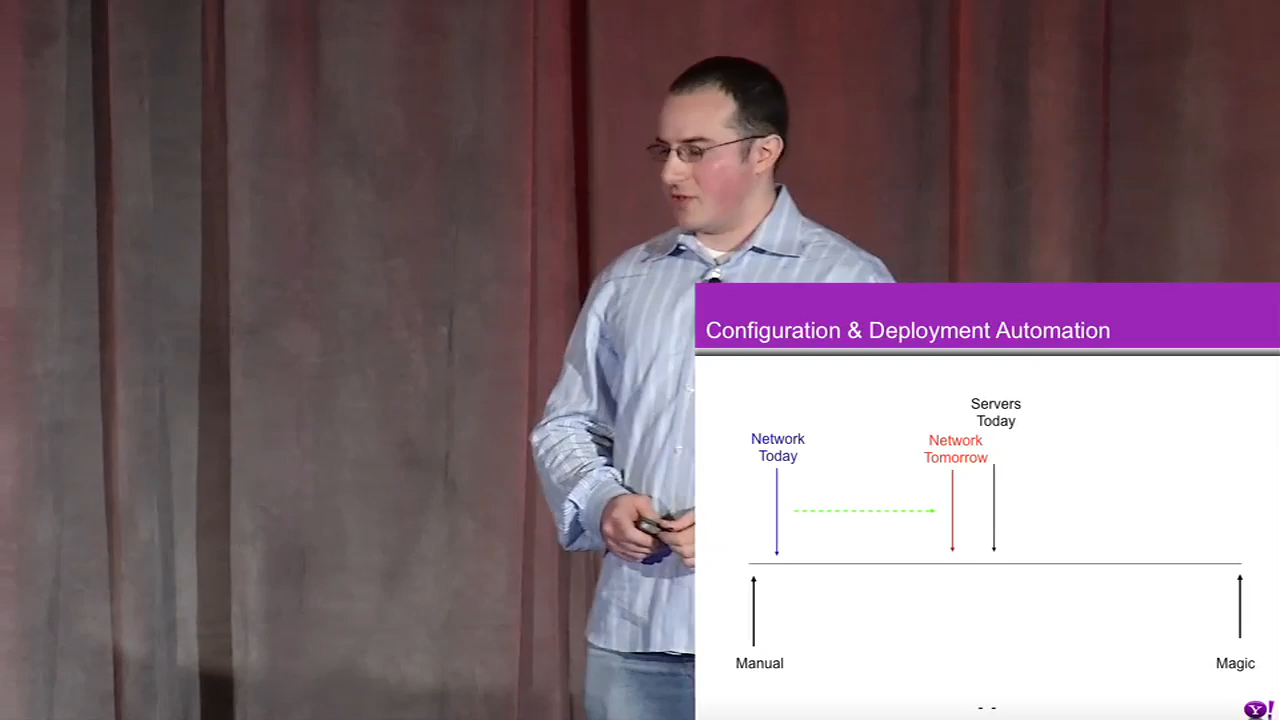 Configuration & Deployment Automation
Servers
Today
Network
Today
Network
Tomorrow
Manual
Magic
- -
Y!